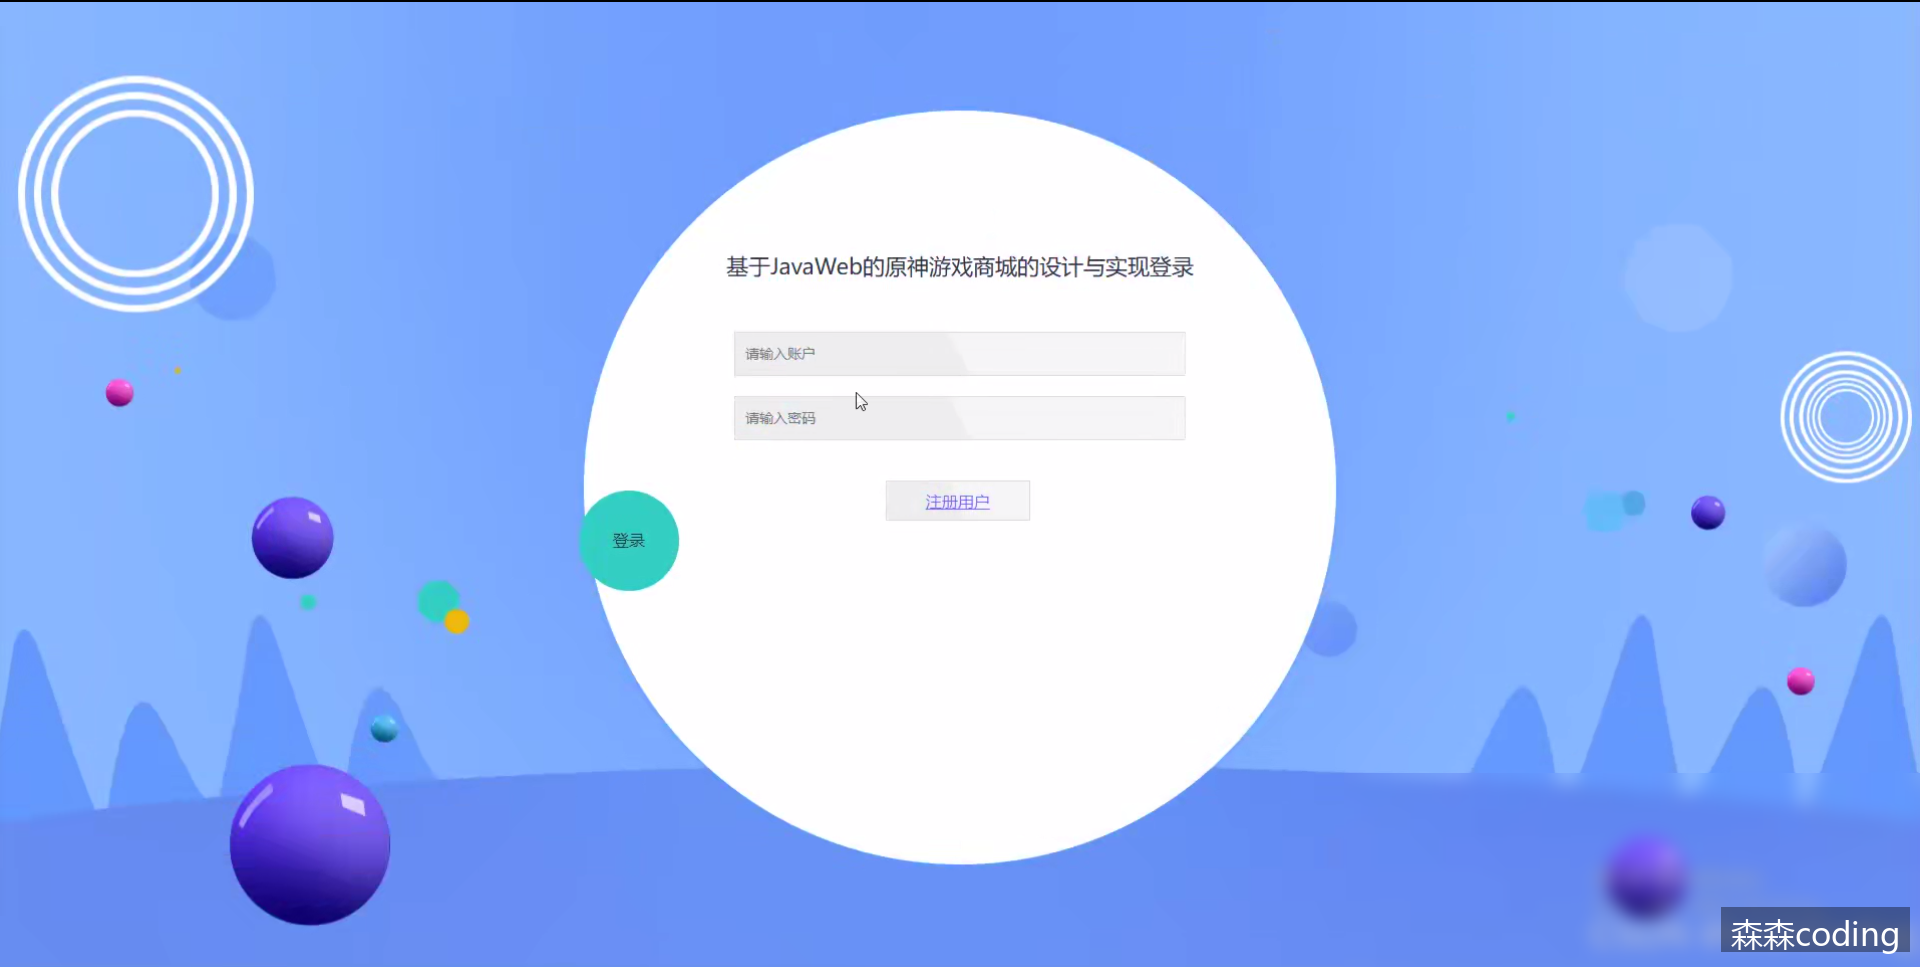 基于JavaWeb的原神游戏商城的设计与实现登录
请输入账户
请输入密码
注册用户
登录
森森coding